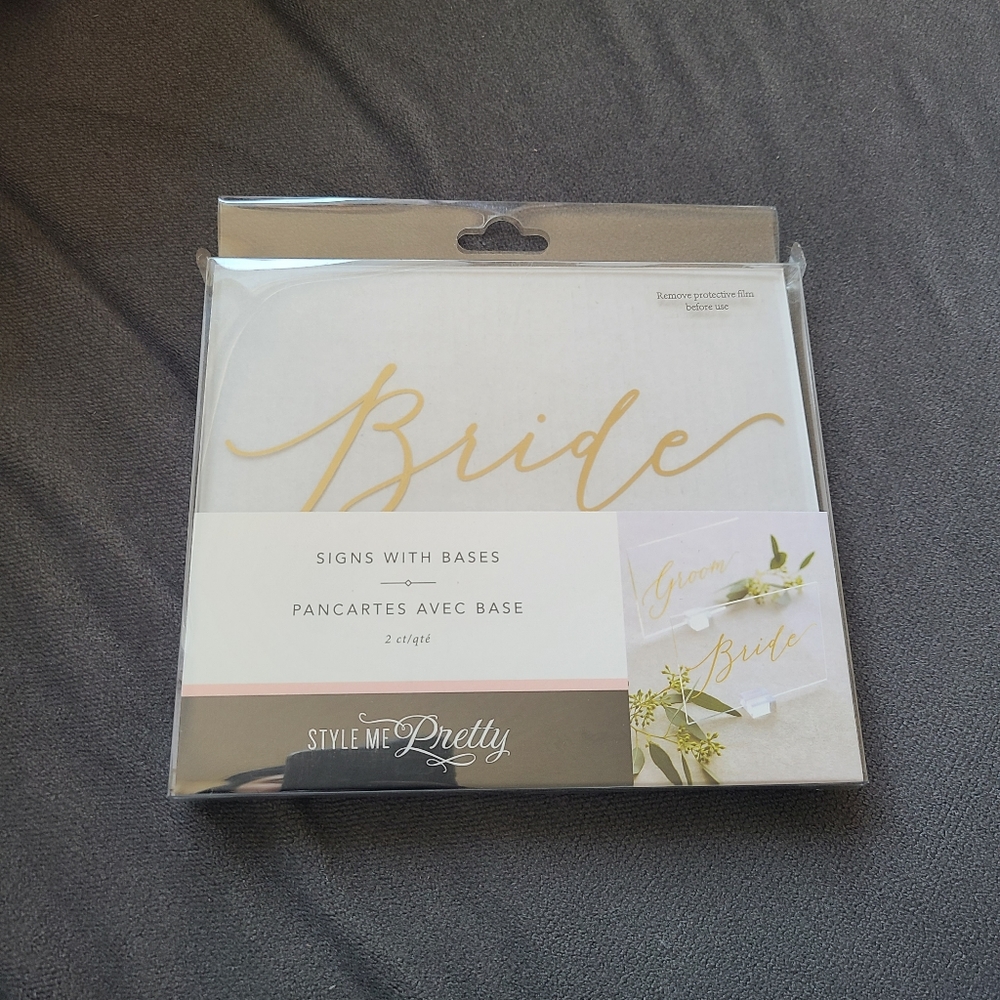 Remove protective film
before use
Bride
SIGNS WITH BASES
PANCARTES AVEC BASE
2 ct/qté
STYLE ME Pretty
Groom
Bride